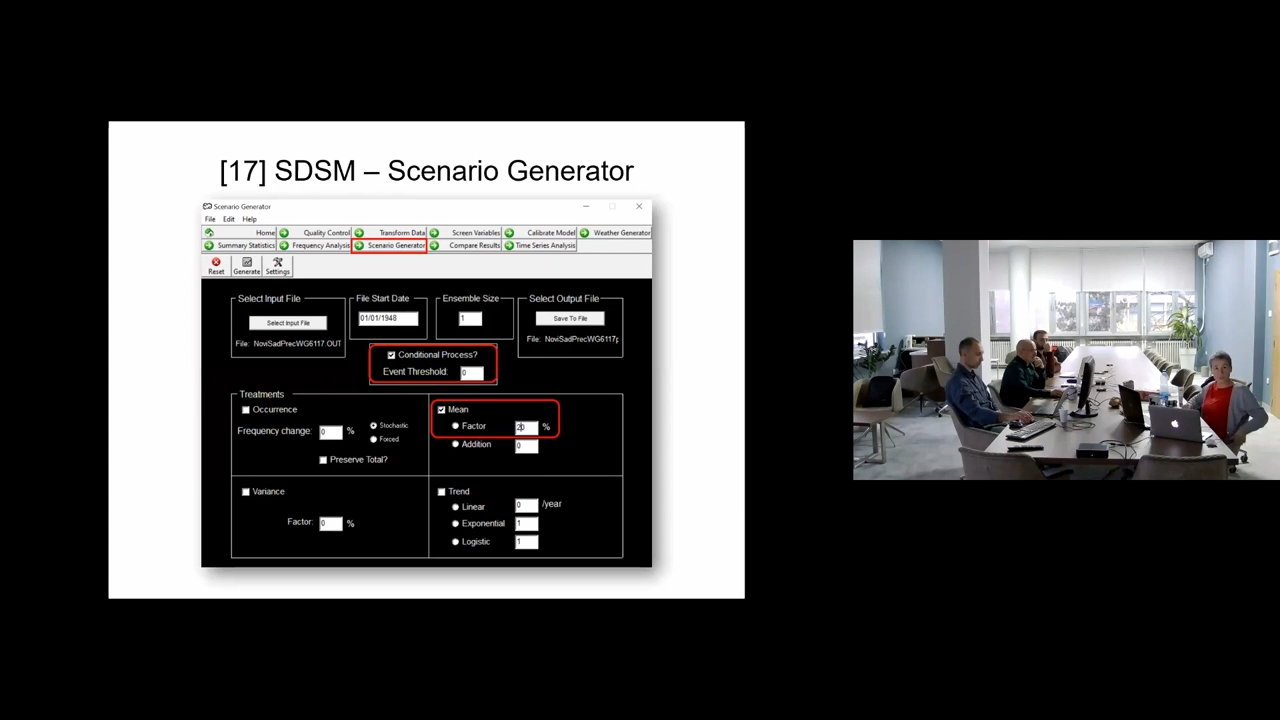 [17] SDSM – Scenario Generator
Scenario Generator
File Edit Help
Home Quality Control Transform Data Screen Variables Calibrate Model Weather Generator
Summary Statistics Frequency Analysis Scenario Generator Compare Results Time Series Analysis
Reset Generate Settings
Select Input File File Start Date Ensemble Size Select Output File
Select Input File 01/01/1948 1 Save To File
File: NoviSadPrecWG6117.OUT File: NoviSadPrecWG6117p
Conditional Process?
Event Threshold: 0
Treatments
Occurrence Mean
Frequency change: 0 % Stochastic Factor 20 %
Forced
Addition 0
Preserve Total?
Variance Trend
Linear 0 /year
Factor: 0 % Exponential 1
Logistic 1